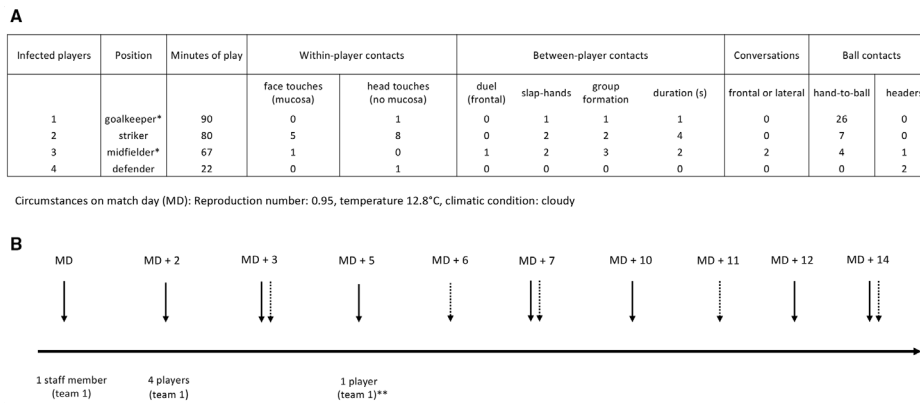 A
Infected players Position Minutes of play Within-player contacts Between-player contacts Conversations Ball contacts
face touches (mucosa) head touches (no mucosa) duel (frontal) slap-hands group formation duration (s) frontal or lateral hand-to-ball headers
1 goalkeeper* 90 0 1 0 1 1 1 0 26 0
2 striker 80 5 8 0 2 2 4 0 7 0
3 midfielder* 67 1 0 1 2 3 2 2 4 1
4 defender 22 0 1 0 0 0 0 0 0 2
Circumstances on match day (MD): Reproduction number: 0.95, temperature 12.8°C, climatic condition: cloudy
B
MD MD + 2 MD + 3 MD + 5 MD + 6 MD + 7 MD + 10 MD + 11 MD + 12 MD + 14
1 staff member 4 players 1 player
(team 1) (team 1) (team 1)**